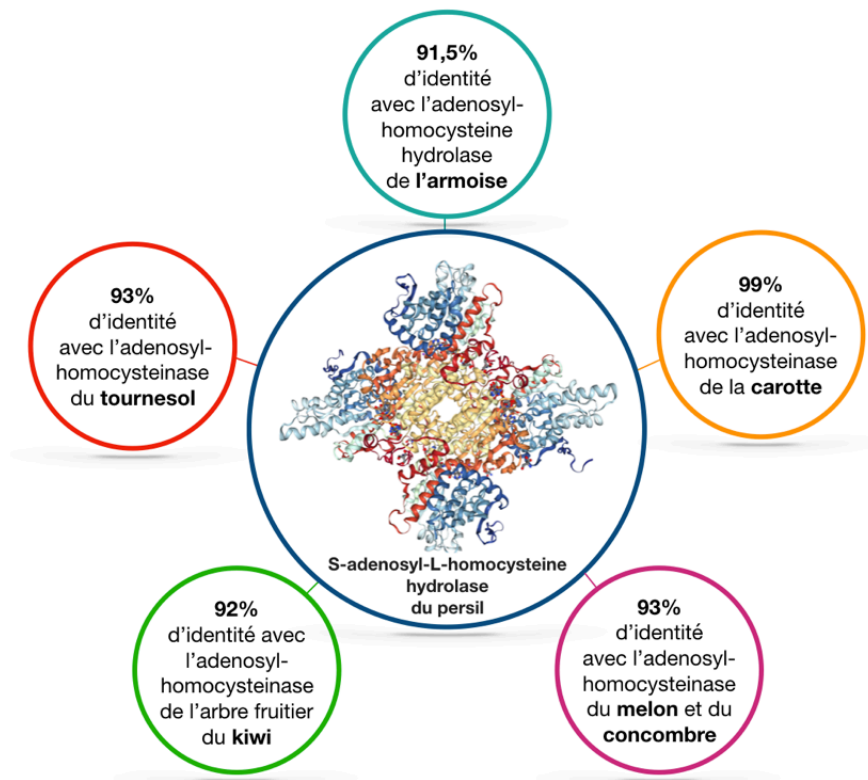 91,5%
d'identité
avec l'adenosyl-
homocysteine
hydrolase
de l'armoise
93%
d'identité
avec l'adenosyl-
homocysteinase
du tournesol
99%
d'identité
avec l'adenosyl-
homocysteinase
de la carotte
S-adenosyl-L-homocysteine
hydrolase
du persil
92%
d'identité avec
l'adenosyl-
homocysteinase
de l'arbre fruitier
du kiwi
93%
d'identité
avec l'adenosyl-
homocysteinase
du melon et du
concombre